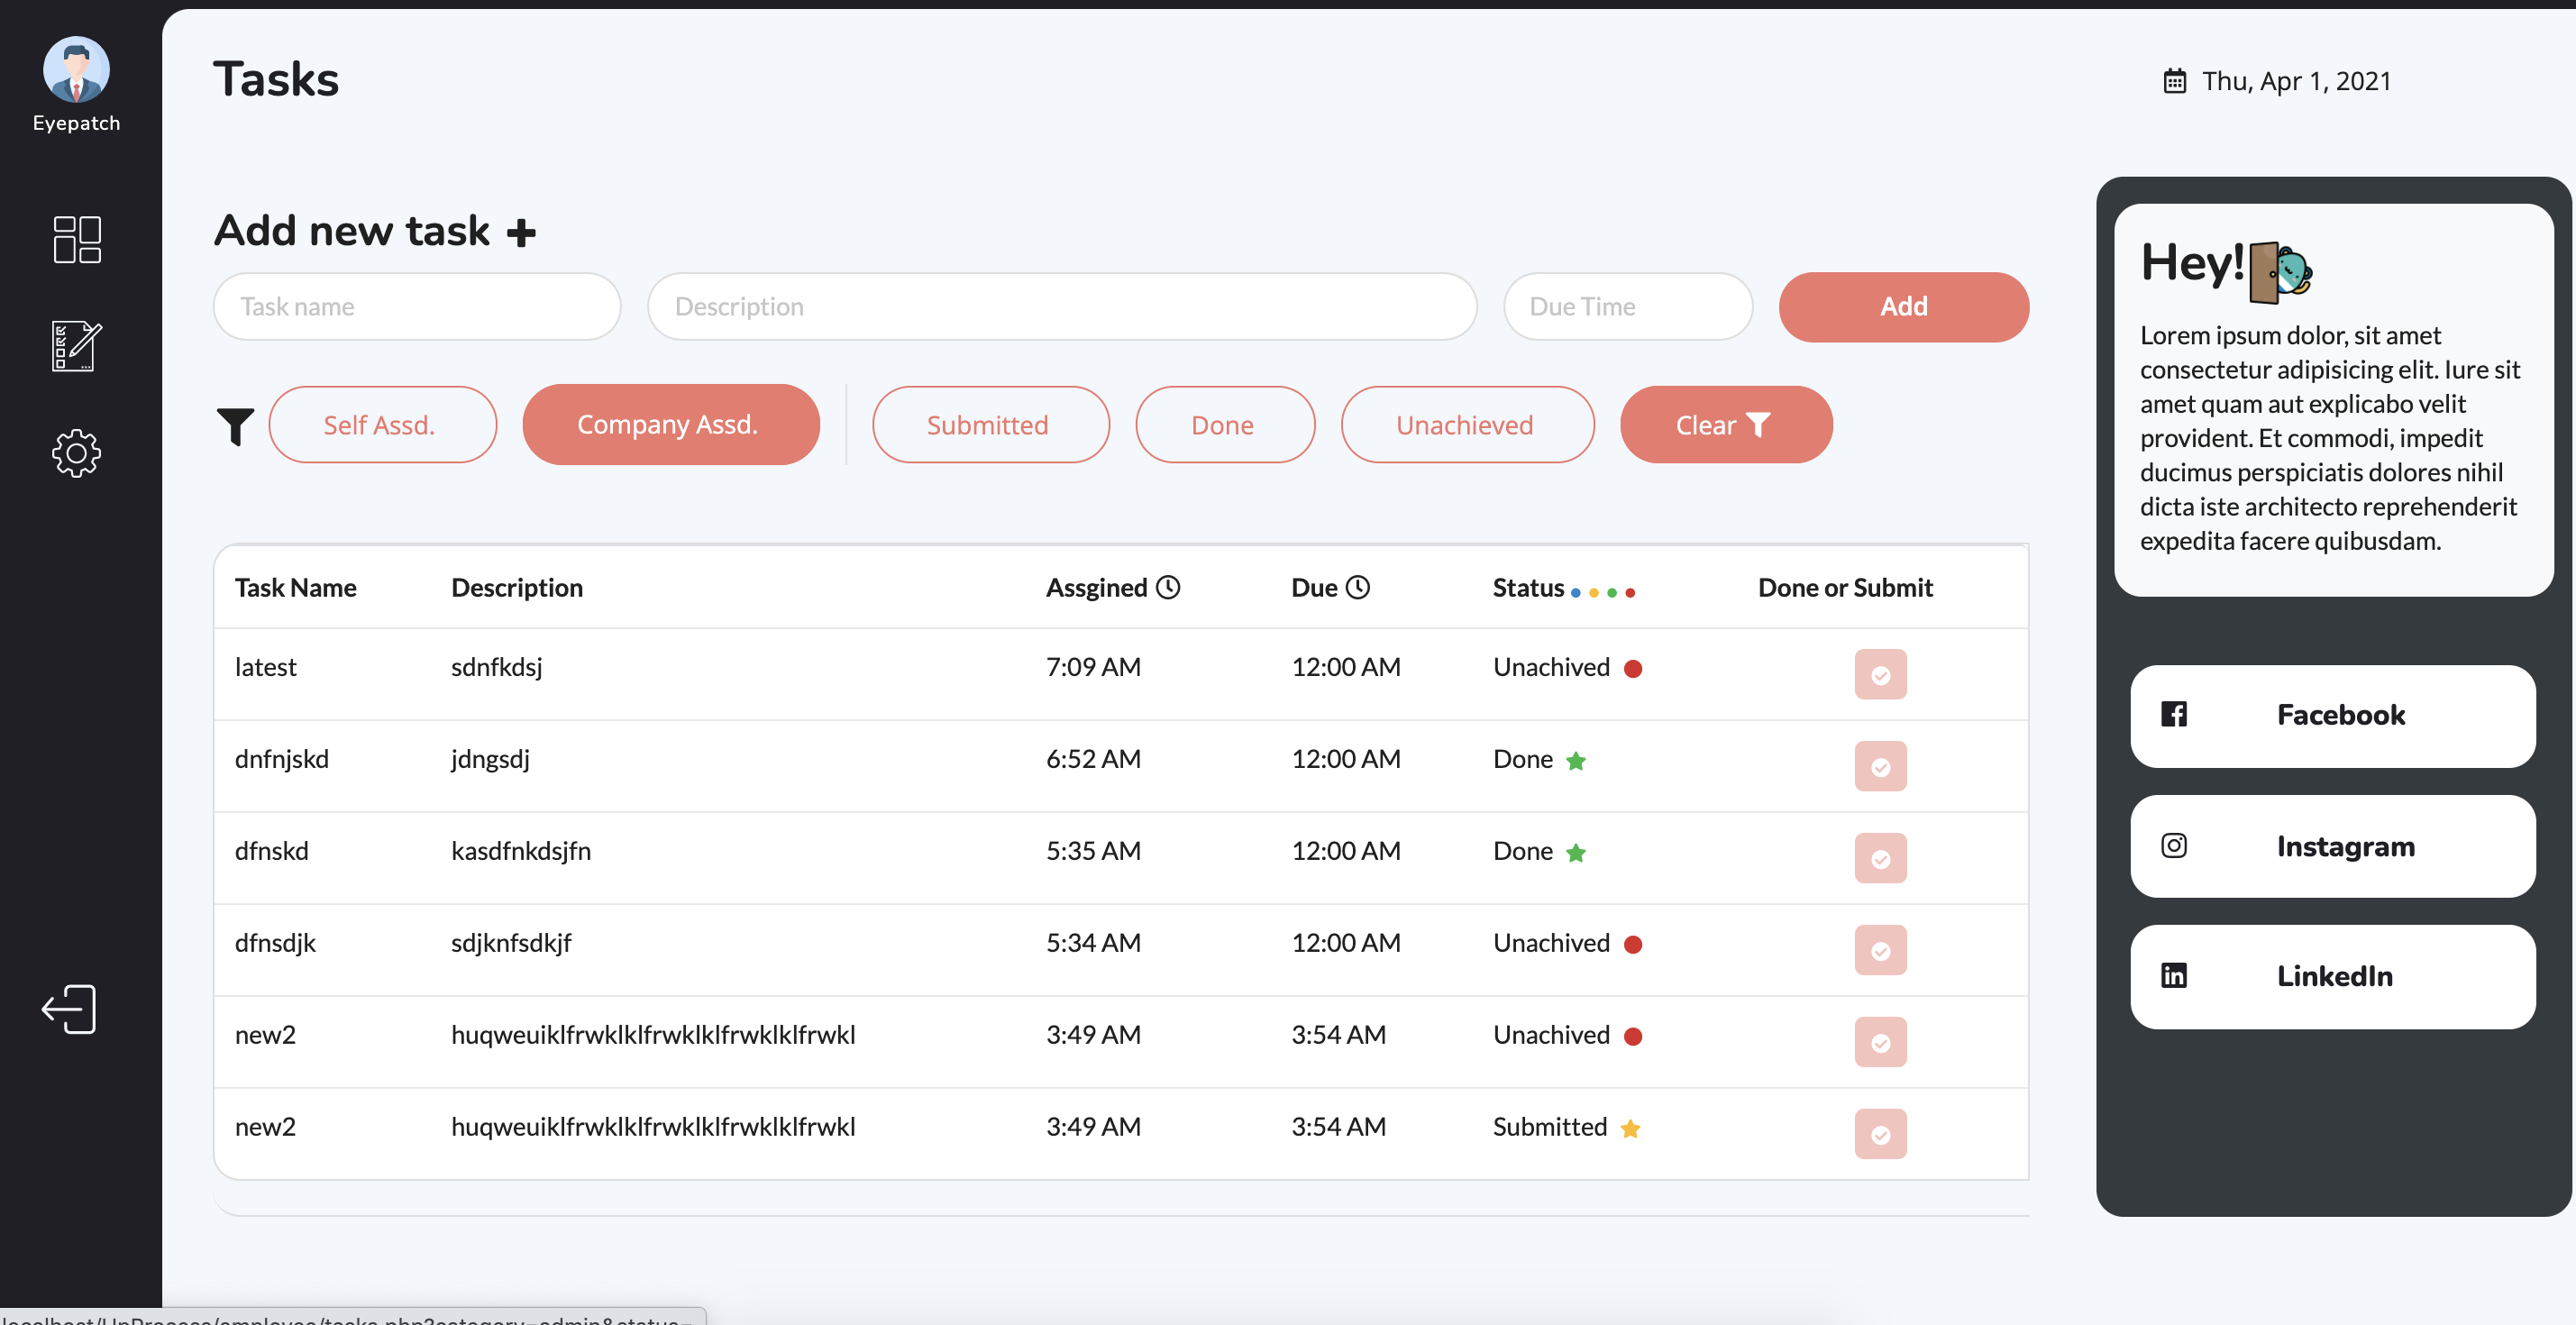 Eyepatch
Tasks
Thu, Apr 1, 2021
Add new task
Task name Description Due Time Add
Self Assd. Company Assd. Submitted Done Unachieved Clear
Task Name Description Assgined Due Status Done or Submit
latest sdnfkdsj 7:09 AM 12:00 AM Unachived
dnfnjskd jdngsdj 6:52 AM 12:00 AM Done
dfnskd kasdfnkdsjfn 5:35 AM 12:00 AM Done
dfnsdjk sdjknfsdkjf 5:34 AM 12:00 AM Unachived
new2 huqweuiklfrwklklfrwklklfrwklklfrwkl 3:49 AM 3:54 AM Unachived
new2 huqweuiklfrwklklfrwklklfrwklklfrwkl 3:49 AM 3:54 AM Submitted
Hey!
Lorem ipsum dolor, sit amet
consectetur adipisicing elit. Iure sit
amet quam aut explicabo velit
provident. Et commodi, impedit
ducimus perspiciatis dolores nihil
dicta iste architecto reprehenderit
expedita facere quibusdam.
Facebook
Instagram
LinkedIn
localhost/UpProcess/employee/tasks.php?category=admin&status=